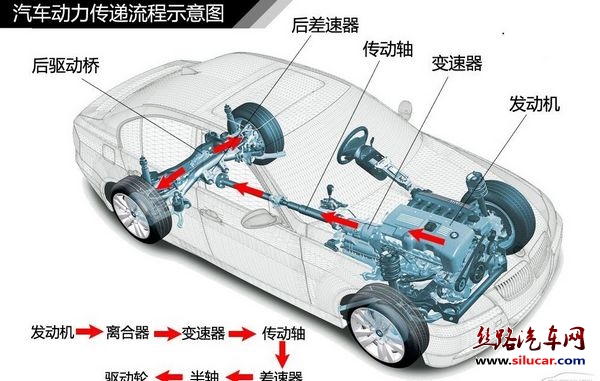 汽车动力传递流程示意图
后差速器
传动轴
后驱动桥
变速器
发动机
发动机 离合器 变速器 传动轴
驱动轮 半轴 差速器
丝路汽车网
www.silucar.com